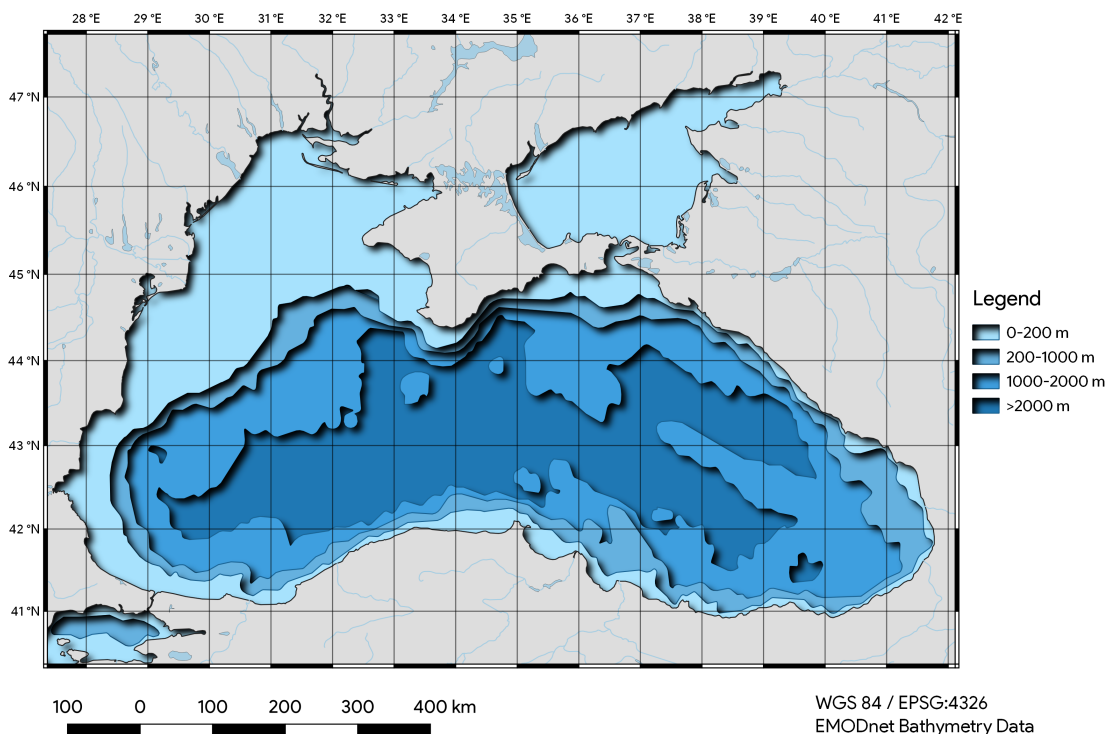 28°E 29°E 30°E 31°E 32°E 33°E 34°E 35°E 36°E 37°E 38°E 39°E 40°E 41°E 42°E
47°N
46°N
45°N
44°N
43°N
42°N
41°N
Legend
0-200 m
200-1000 m
1000-2000 m
>2000 m
100 0 100 200 300 400 km
WGS 84 / EPSG:4326
EMODnet Bathymetry Data